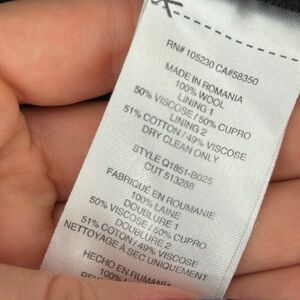 RN# 105230 CA#58350
MADE IN ROMANIA
100% WOOL
LINING 1
50% VISCOSE / 50% CUPRO
LINING 2
51% COTTON / 49% VISCOSE
DRY CLEAN ONLY
STYLE Q1851-B025
CUT 513288
FABRIQUÉ EN ROUMANIE
100% LAINE
DOUBLURE 1
50% VISCOSE / 50% CUPRO
DOUBLURE 2
51% COTON / 49% VISCOSE
NETTOYAGE À SEC UNIQUEMENT
HECHO EN RUMANIA